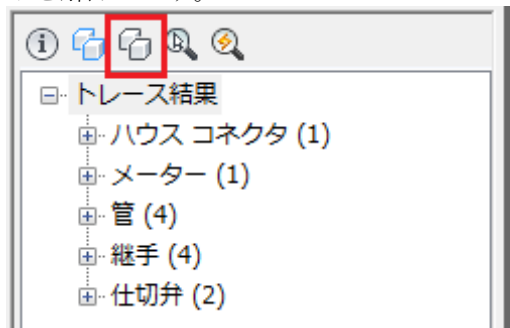 トレース結果
ハウス コネクタ (1)
メーター (1)
管 (4)
継手 (4)
仕切弁 (2)